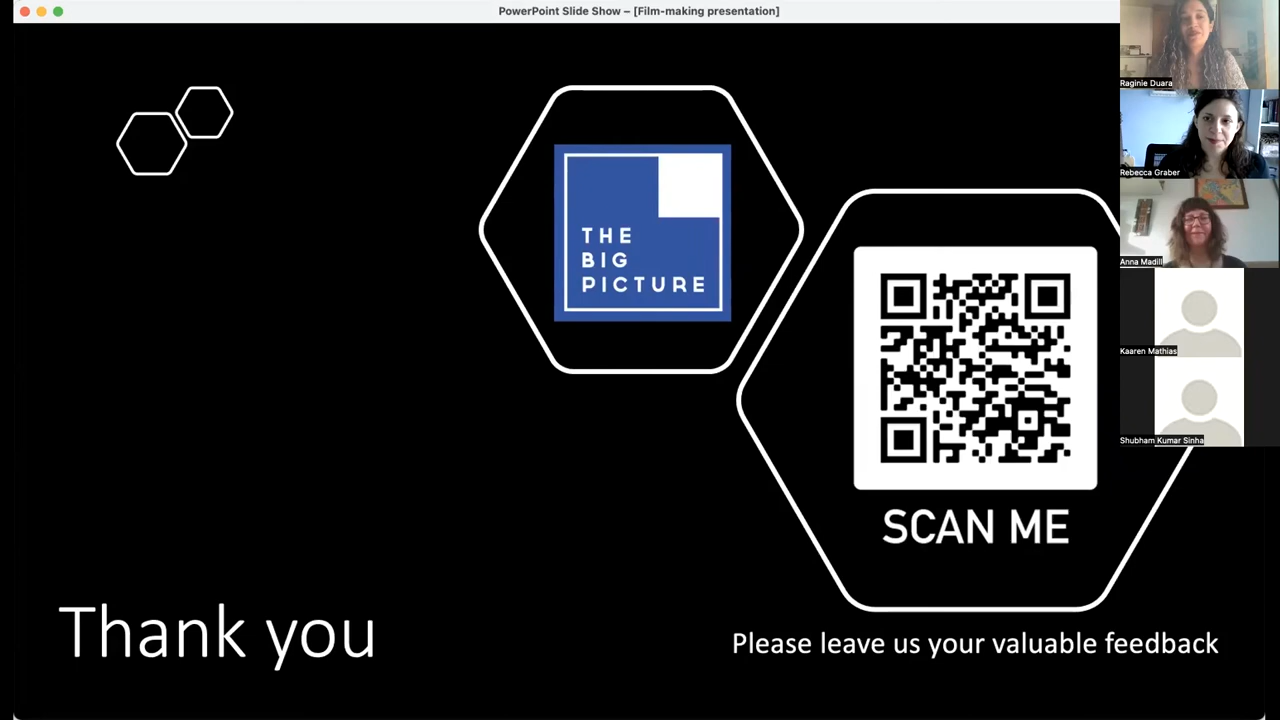 PowerPoint Slide Show – [Film-making presentation]
Raginie Duara
Rebecca Graber
Anna Madill
Kaaren Mathias
Shubham Kumar Sinha
THE
BIG
PICTURE
SCAN ME
Thank you
Please leave us your valuable feedback